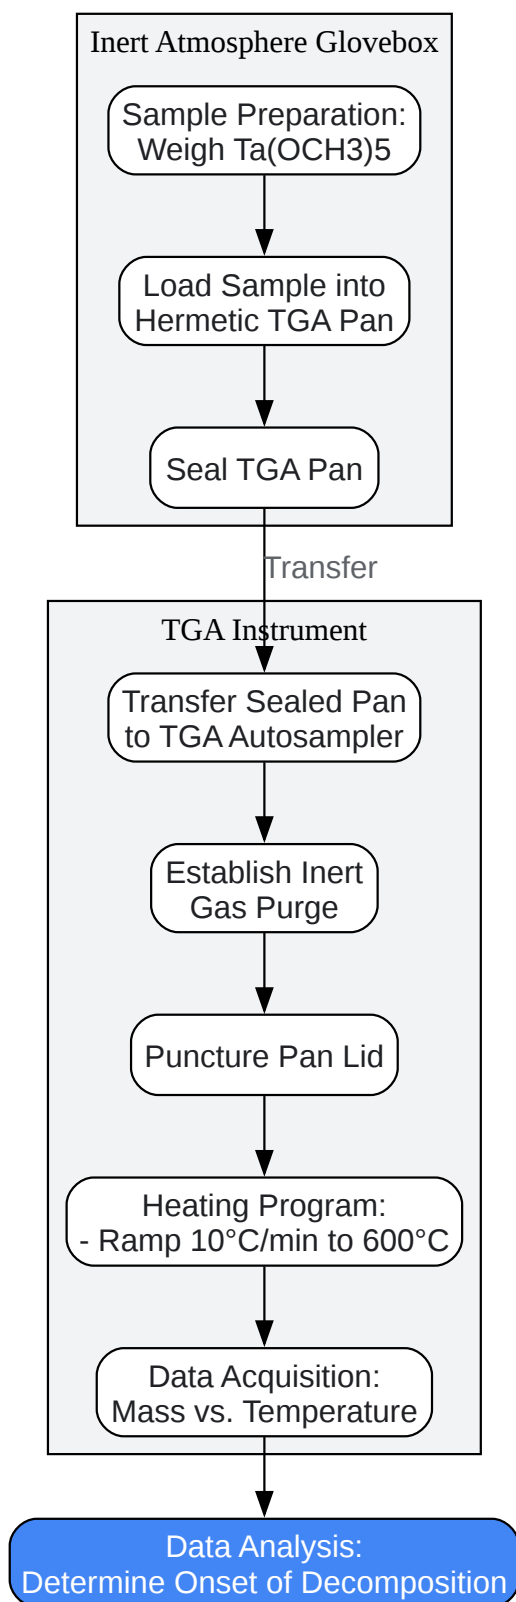 Inert Atmosphere Glovebox
Sample Preparation:
Weigh Ta(OCH3)5
Load Sample into
Hermetic TGA Pan
Seal TGA Pan
Transfer
TGA Instrument
Transfer Sealed Pan
to TGA Autosampler
Establish Inert
Gas Purge
Puncture Pan Lid
Heating Program:
- Ramp 10°C/min to 600°C
Data Acquisition:
Mass vs. Temperature
Data Analysis:
Determine Onset of Decomposition